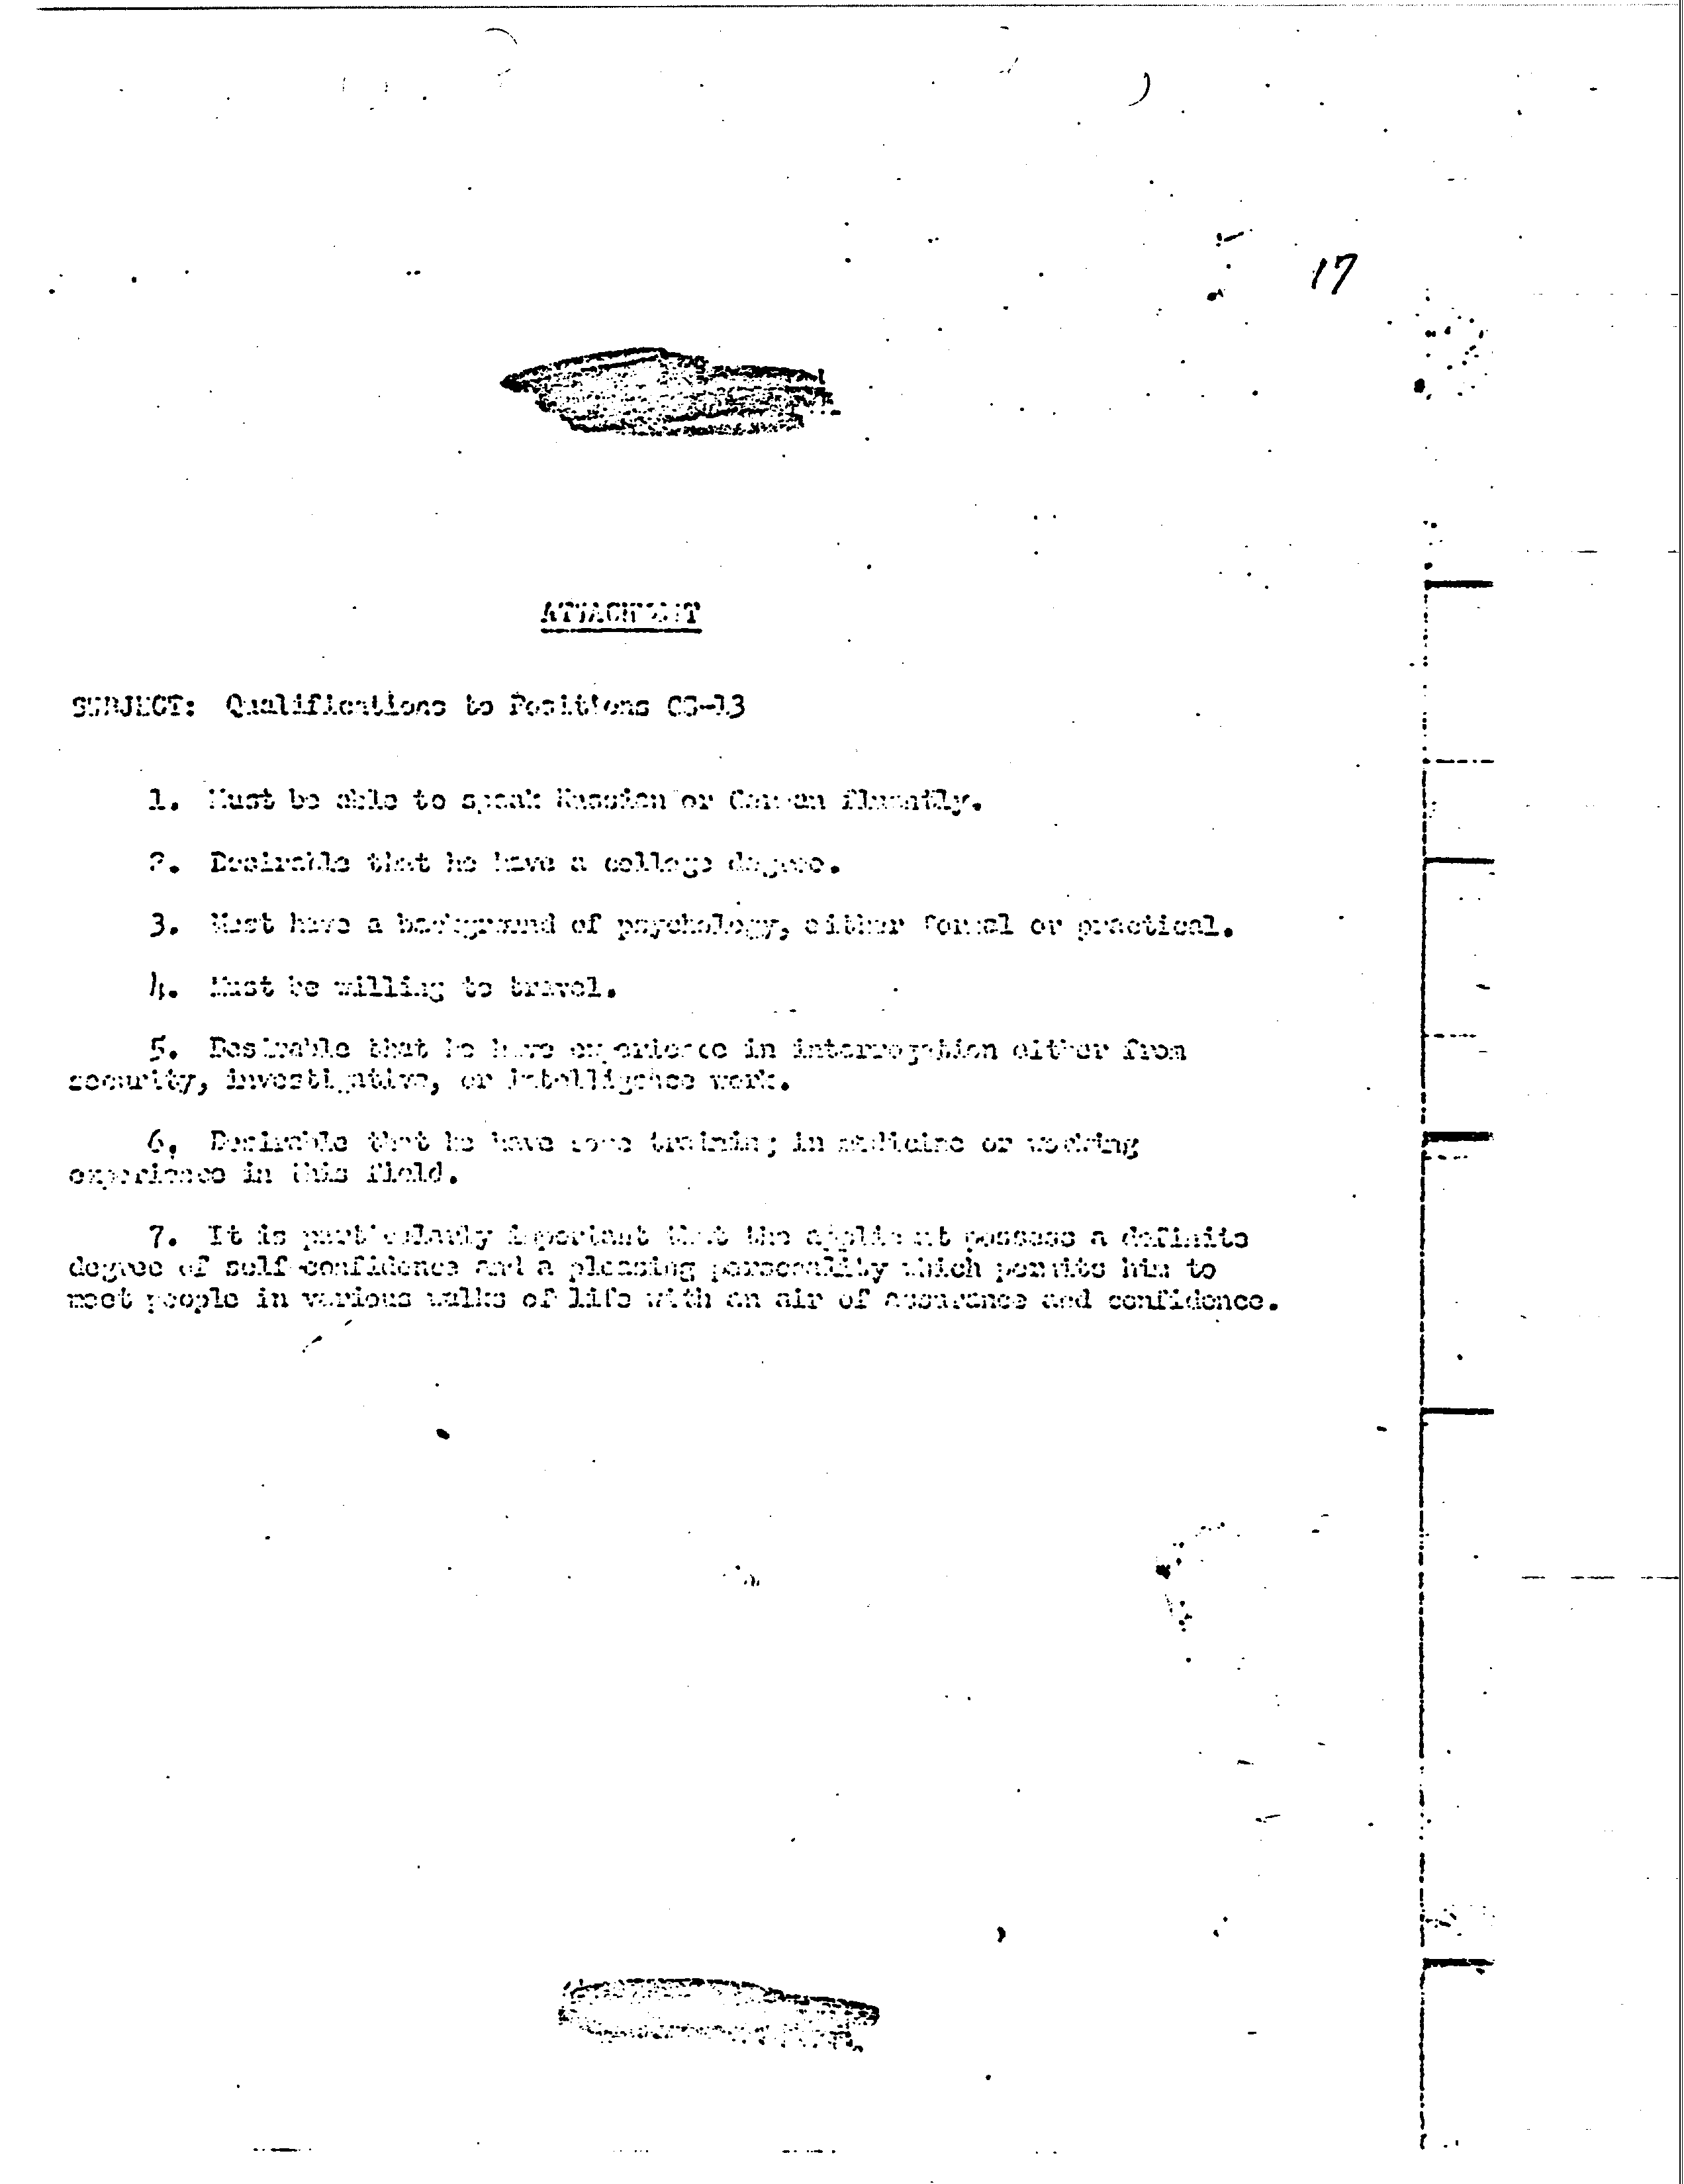 17
ATTACHMENT
SUBJECT: Qualifications to Positions GS-13
1. Must be able to speak Russian or German fluently.
2. Desirable that he have a college degree.
3. Must have a background of psychology, either formal or practical.
4. Must be willing to travel.
5. Desirable that he have experience in interrogation either from
security, investigative, or intelligence work.
6. Desirable that he have some training in medicine or working
experience in this field.
7. It is particularly important that the applicant possess a definite
degree of self-confidence and a pleasing personality which permits him to
meet people in various walks of life with an air of assurance and confidence.